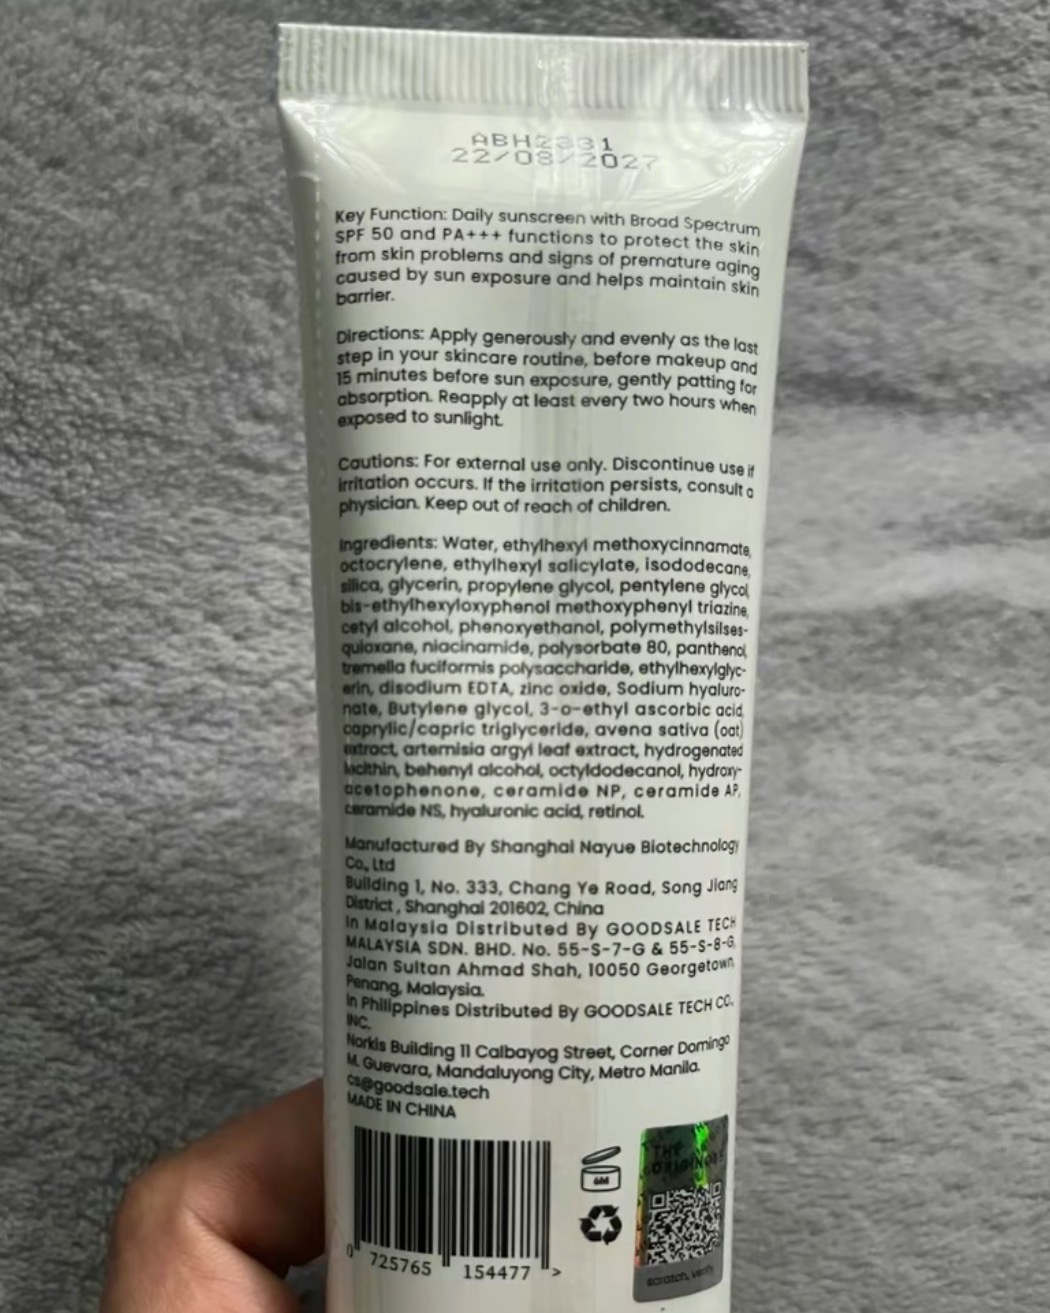 ABH2331
22/08/2027
Key Function: Daily sunscreen with Broad Spectrum
SPF 50 and PA+++ functions to protect the skin
from skin problems and signs of premature aging
caused by sun exposure and helps maintain skin
barrier.
Directions: Apply generously and evenly as the last
step in your skincare routine, before makeup and
15 minutes before sun exposure, gently patting for
absorption. Reapply at least every two hours when
exposed to sunlight.
Cautions: For external use only. Discontinue use if
irritation occurs. If the irritation persists, consult a
physician. Keep out of reach of children.
Ingredients: Water, ethylhexyl methoxycinnamate,
octocrylene, ethylhexyl salicylate, isododecane,
silica, glycerin, propylene glycol, pentylene glycol,
bis-ethylhexyloxyphenol methoxyphenyl triazine,
cetyl alcohol, phenoxyethanol, polymethylsilses-
quioxane, niacinamide, polysorbate 80, panthenol,
tremella fuciformis polysaccharide, ethylhexylglyc-
erin, disodium EDTA, zinc oxide, Sodium hyaluro-
nate, Butylene glycol, 3-o-ethyl ascorbic acid,
caprylic/capric triglyceride, avena sativa (oat)
extract, artemisia argyi leaf extract, hydrogenated
lecithin, behenyl alcohol, octyldodecanol, hydroxy-
acetophenone, ceramide NP, ceramide AP,
ceramide NS, hyaluronic acid, retinol.
Manufactured By Shanghai Nayue Biotechnology
Co., Ltd
Building 1, No. 333, Chang Ye Road, Song Jiang
District, Shanghai 201602, China
In Malaysia Distributed By GOODSALE TECH
MALAYSIA SDN. BHD. No. 55-S-7-G & 55-S-8-G,
Jalan Sultan Ahmad Shah, 10050 Georgetown,
Penang, Malaysia.
In Philippines Distributed By GOODSALE TECH CO.,
INC.
Norkis Building 11 Calbayog Street, Corner Domingo
M. Guevara, Mandaluyong City, Metro Manila.
cs@goodsale.tech
MADE IN CHINA
6M
THE
ORIGINOTE
0 725765 154477 >
scratch, verify